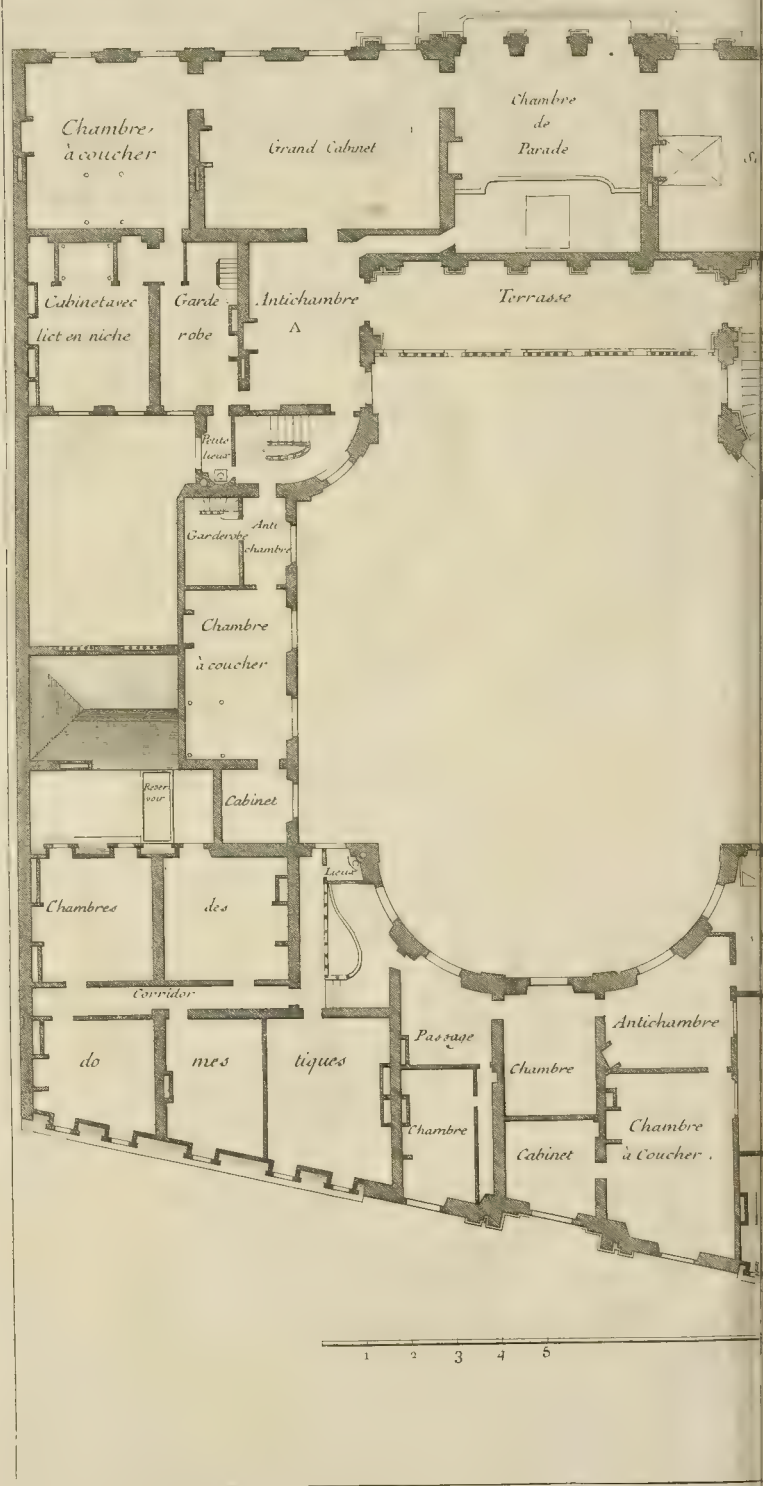 Chambre
à coucher
Grand Cabinet
Chambre
de
Parade
Cabinet avec
lict en niche
Garde
robe
Antichambre
A
Terrasse
Petite
lieux
Garderobe
Anti
chambre
Chambre
à coucher
Reser
voir
Cabinet
Lieux
Chambres
des
Corridor
do
mes
tiques
Passage
Chambre
Chambre
Cabinet
Antichambre
Chambre
à Coucher.
1 2 3 4 5